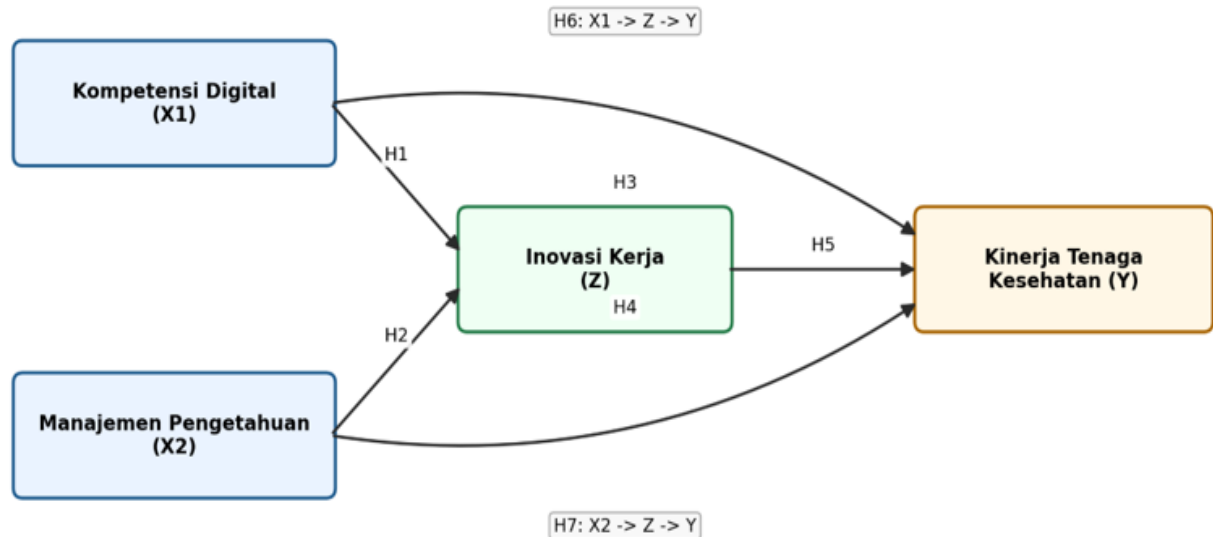 H6: X1 -> Z -> Y
Kompetensi Digital
(X1)
H1
H3
Inovasi Kerja
(Z)
H4
H5
Kinerja Tenaga
Kesehatan (Y)
H2
Manajemen Pengetahuan
(X2)
H7: X2 -> Z -> Y